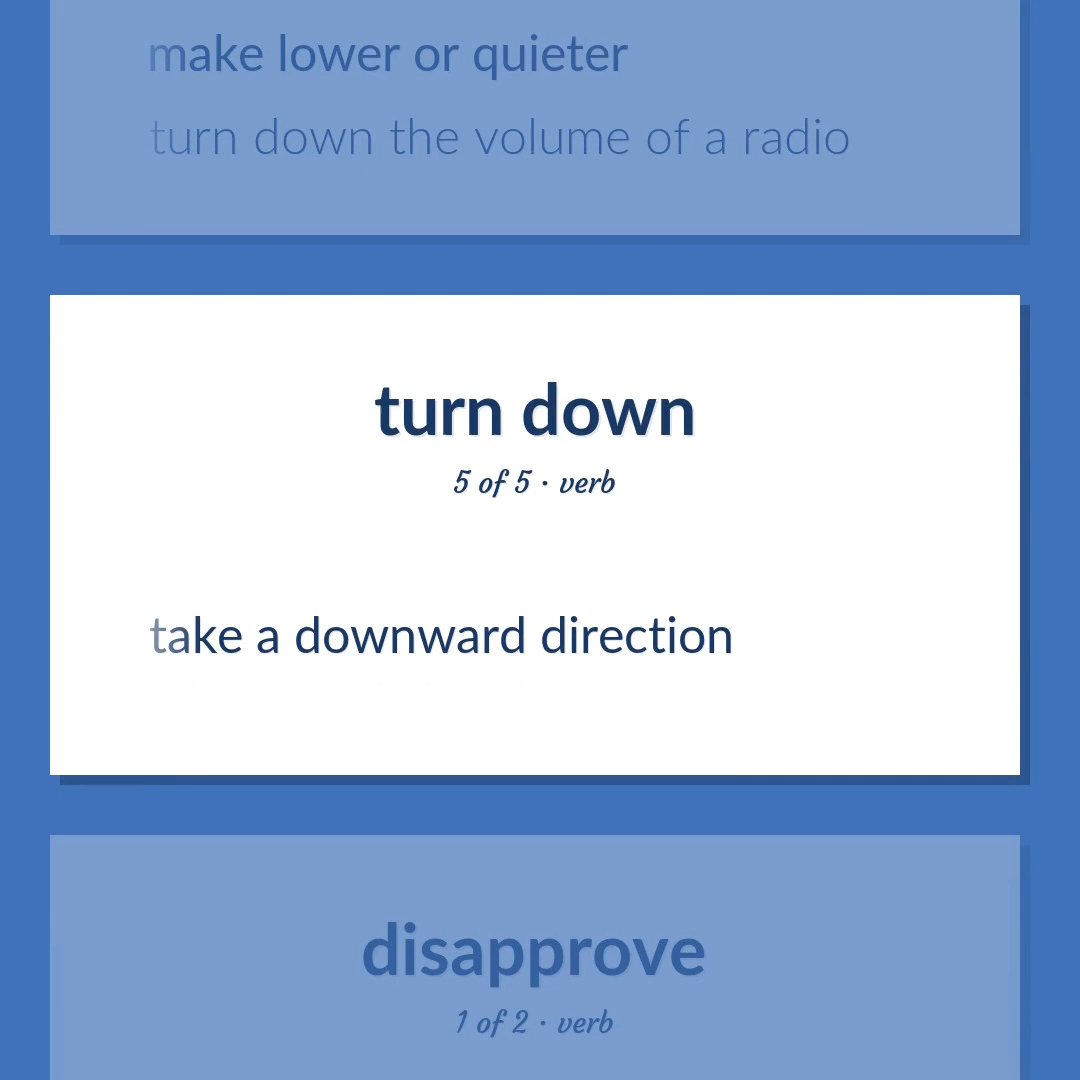 make lower or quieter
turn down the volume of a radio
turn down
5 of 5 · verb
take a downward direction
disapprove
1 of 2 · verb